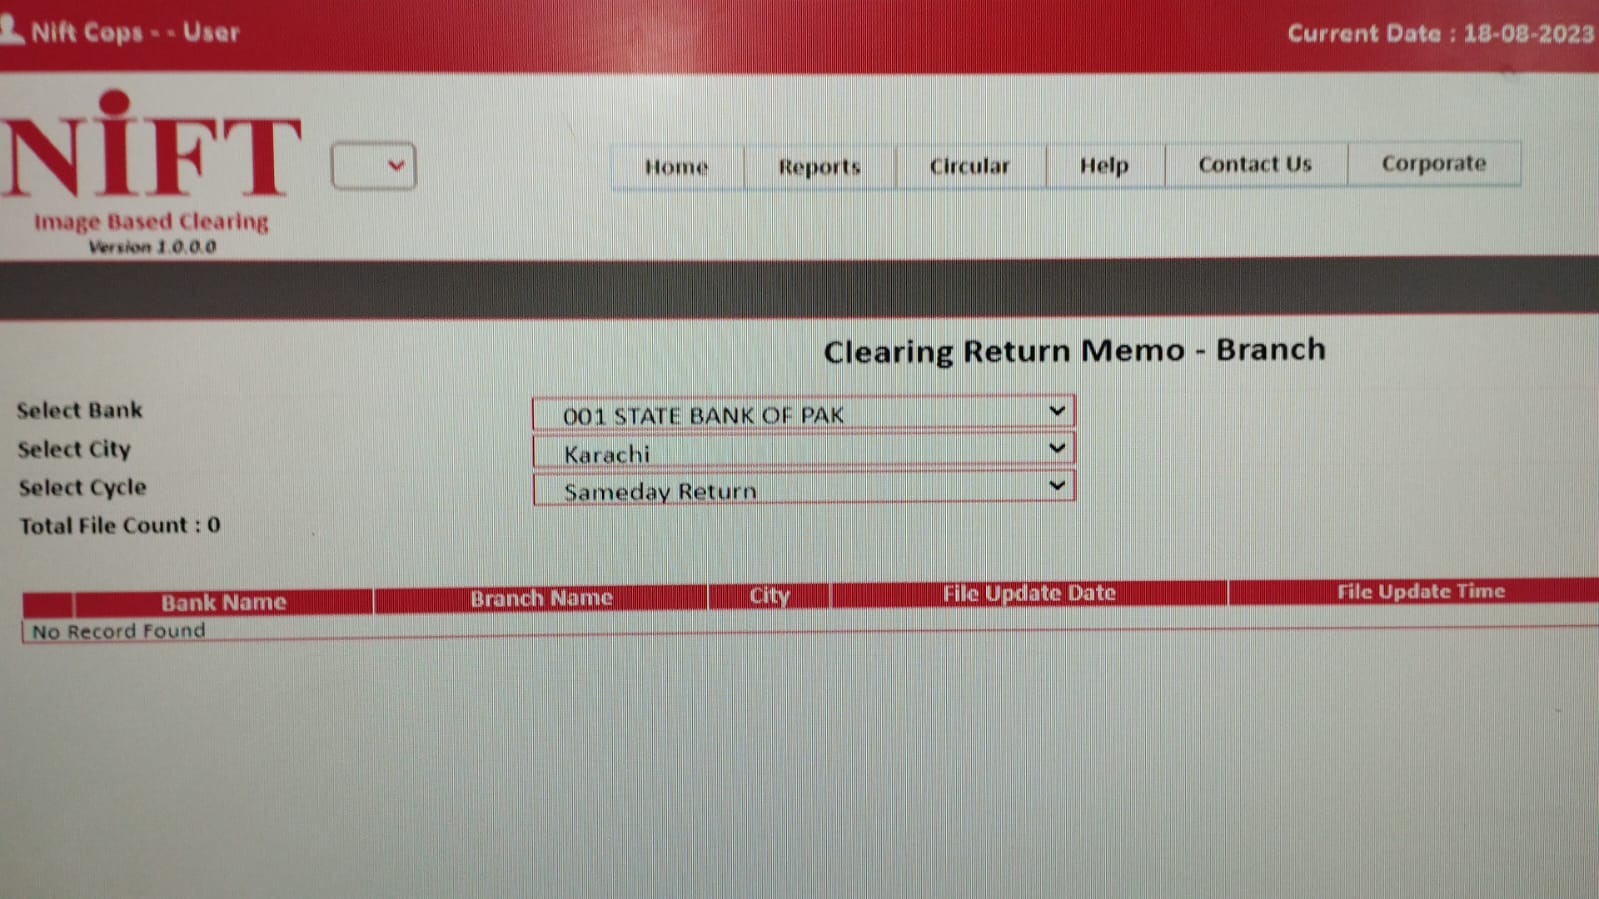 Nift Cops - - User
Current Date : 18-08-2023
NiFT
Image Based Clearing
Version 1.0.0.0
Home Reports Circular Help Contact Us Corporate
Clearing Return Memo - Branch
Select Bank 001 STATE BANK OF PAK
Select City Karachi
Select Cycle Sameday Return
Total File Count : 0
Bank Name Branch Name City File Update Date File Update Time
No Record Found